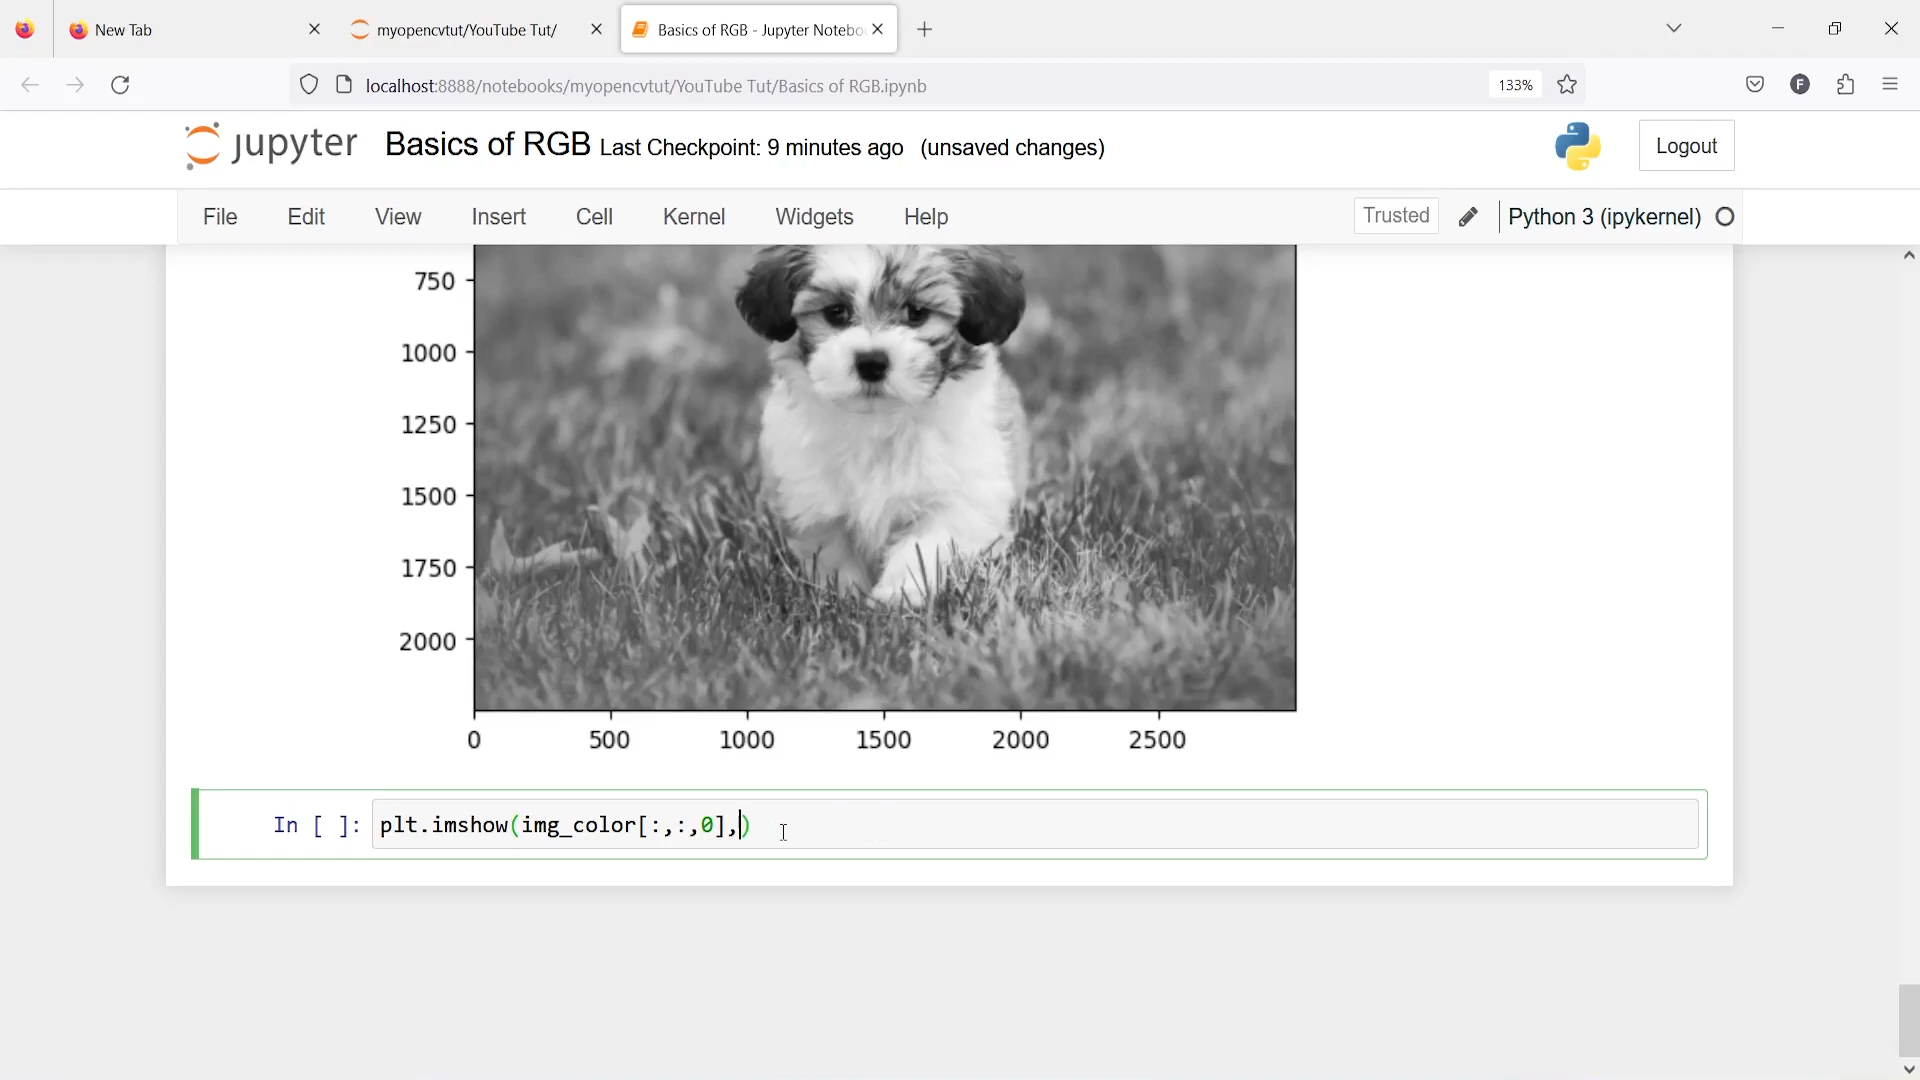 New Tab
myopencvtut/YouTube Tut/
Basics of RGB - Jupyter Notebo
localhost:8888/notebooks/myopencvtut/YouTube Tut/Basics of RGB.ipynb
133%
F
jupyter
Basics of RGB Last Checkpoint: 9 minutes ago (unsaved changes)
Logout
File Edit View Insert Cell Kernel Widgets Help
Trusted
Python 3 (ipykernel)
750
1000
1250
1500
1750
2000
0 500 1000 1500 2000 2500
In [ ]: plt.imshow(img_color[:,:,0],)